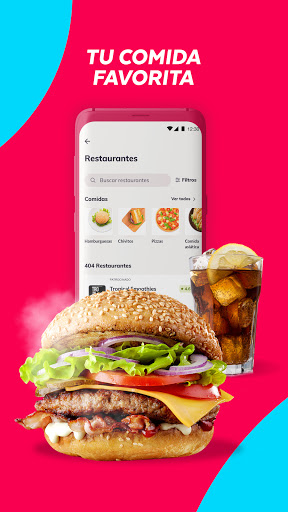 TU COMIDA
FAVORITA
12:30
Restaurantes
Buscar restaurantes
Filtros
Comidas
Ver todos >
Hamburguesas
Chivitos
Pizzas
Comida
asiática
404 Restaurantes
PATROCINADO
Tropical Smoothies